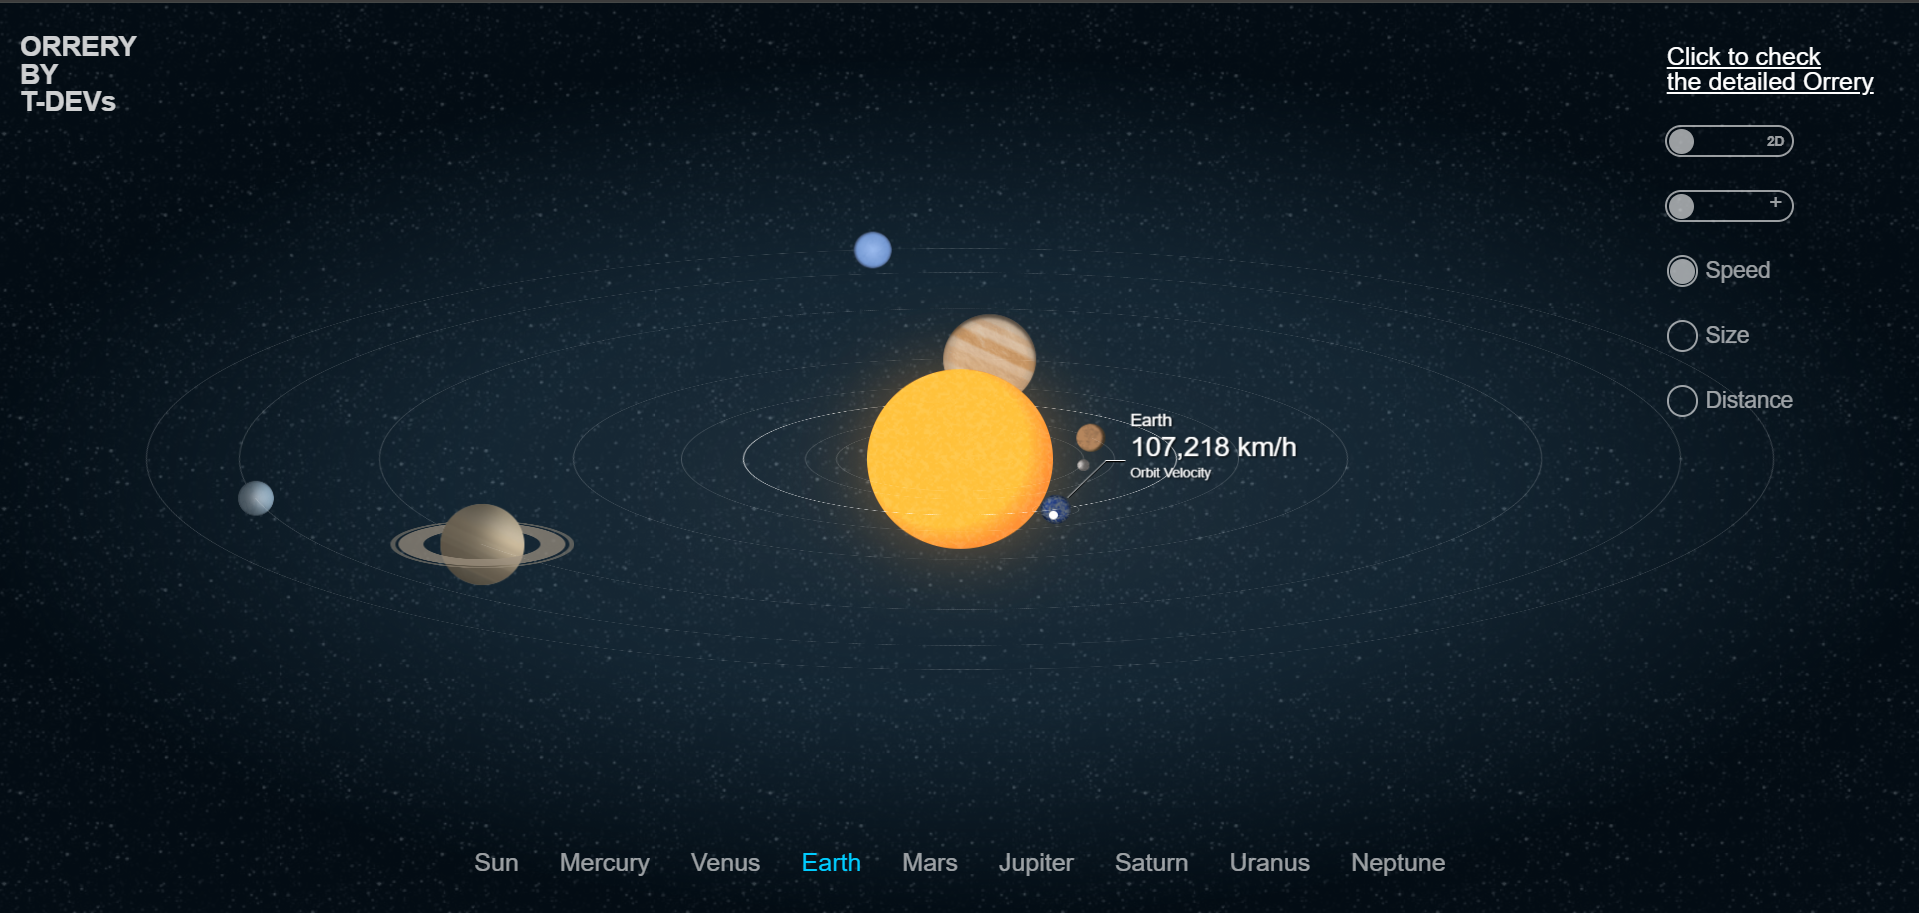 ORRERY
BY
T-DEVs
Click to check
the detailed Orrery
2D
+
Speed
Size
Distance
Earth
107,218 km/h
Orbit Velocity
Sun Mercury Venus Earth Mars Jupiter Saturn Uranus Neptune